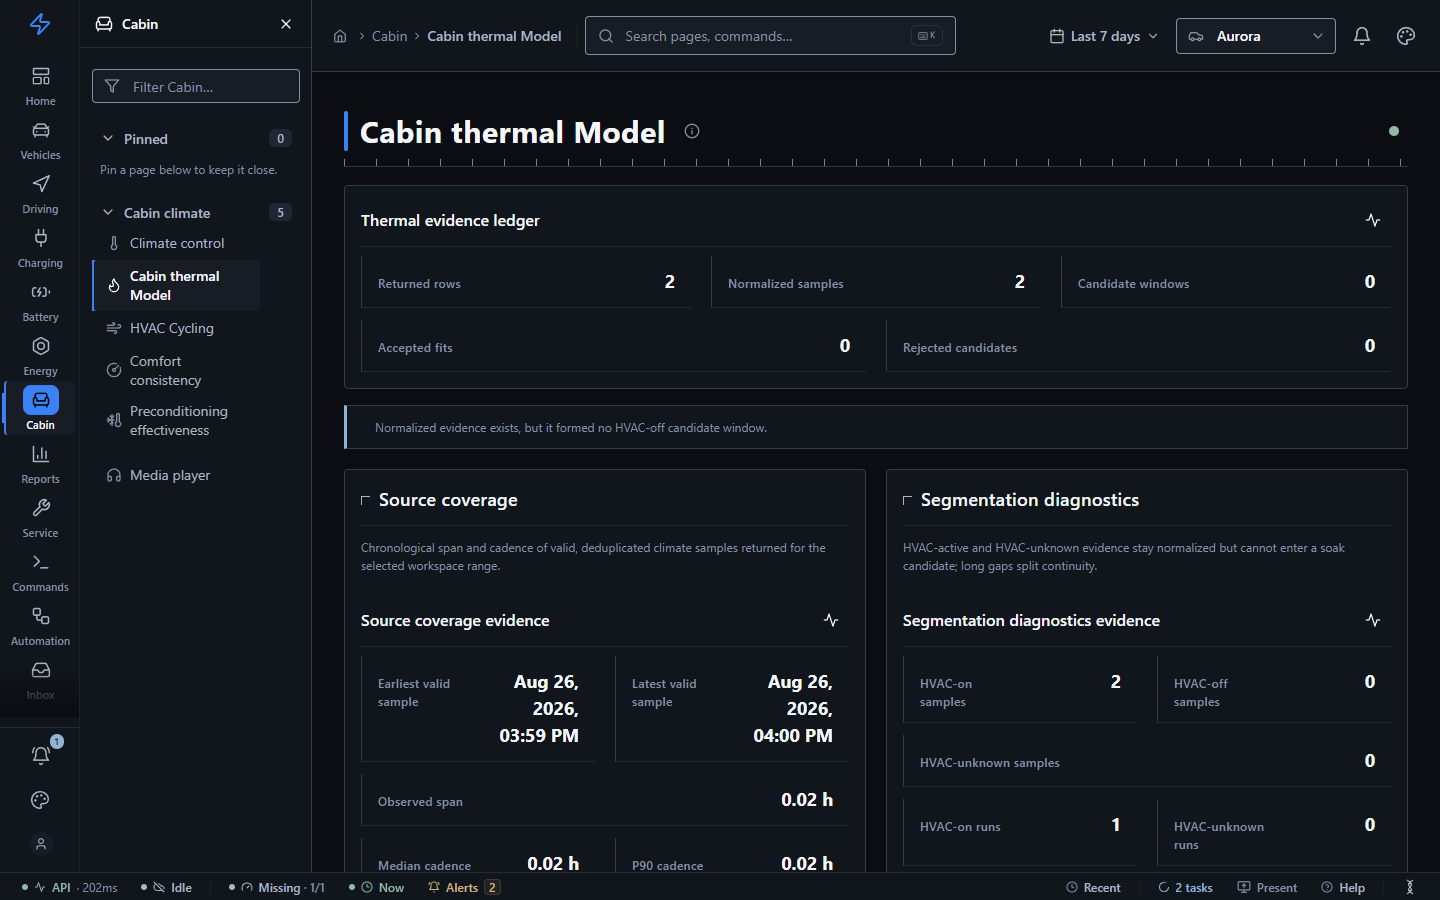 Home
Vehicles
Driving
Charging
Battery
Energy
Cabin
Reports
Service
Commands
Automation
Inbox
1
Cabin
Filter Cabin...
Pinned
0
Pin a page below to keep it close.
Cabin climate
5
Climate control
Cabin thermal
Model
HVAC Cycling
Comfort
consistency
Preconditioning
effectiveness
Media player
Cabin
Cabin thermal Model
Search pages, commands...
K
Last 7 days
Aurora
Cabin thermal Model
Thermal evidence ledger
Returned rows
2
Normalized samples
2
Candidate windows
0
Accepted fits
0
Rejected candidates
0
Normalized evidence exists, but it formed no HVAC-off candidate window.
Source coverage
Chronological span and cadence of valid, deduplicated climate samples returned for the
selected workspace range.
Source coverage evidence
Earliest valid
sample
Aug 26,
2026,
03:59 PM
Latest valid
sample
Aug 26,
2026,
04:00 PM
Observed span
0.02 h
Median cadence
0.02 h
P90 cadence
0.02 h
Segmentation diagnostics
HVAC-active and HVAC-unknown evidence stay normalized but cannot enter a soak
candidate; long gaps split continuity.
Segmentation diagnostics evidence
HVAC-on
samples
2
HVAC-off
samples
0
HVAC-unknown samples
0
HVAC-on runs
1
HVAC-unknown
runs
0
API · 202ms
Idle
Missing · 1/1
Now
Alerts 2
Recent
2 tasks
Present
Help